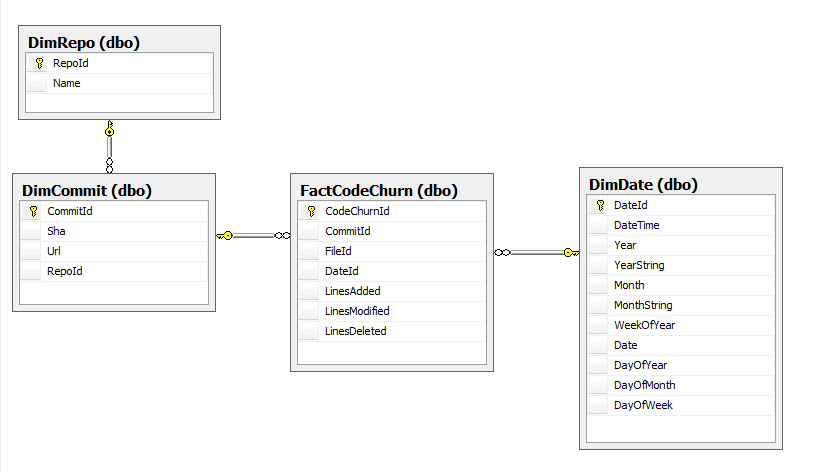 DimRepo (dbo)
RepoId
Name
DimCommit (dbo)
CommitId
Sha
Url
RepoId
FactCodeChurn (dbo)
CodeChurnId
CommitId
FileId
DateId
LinesAdded
LinesModified
LinesDeleted
DimDate (dbo)
DateId
DateTime
Year
YearString
Month
MonthString
WeekOfYear
Date
DayOfYear
DayOfMonth
DayOfWeek